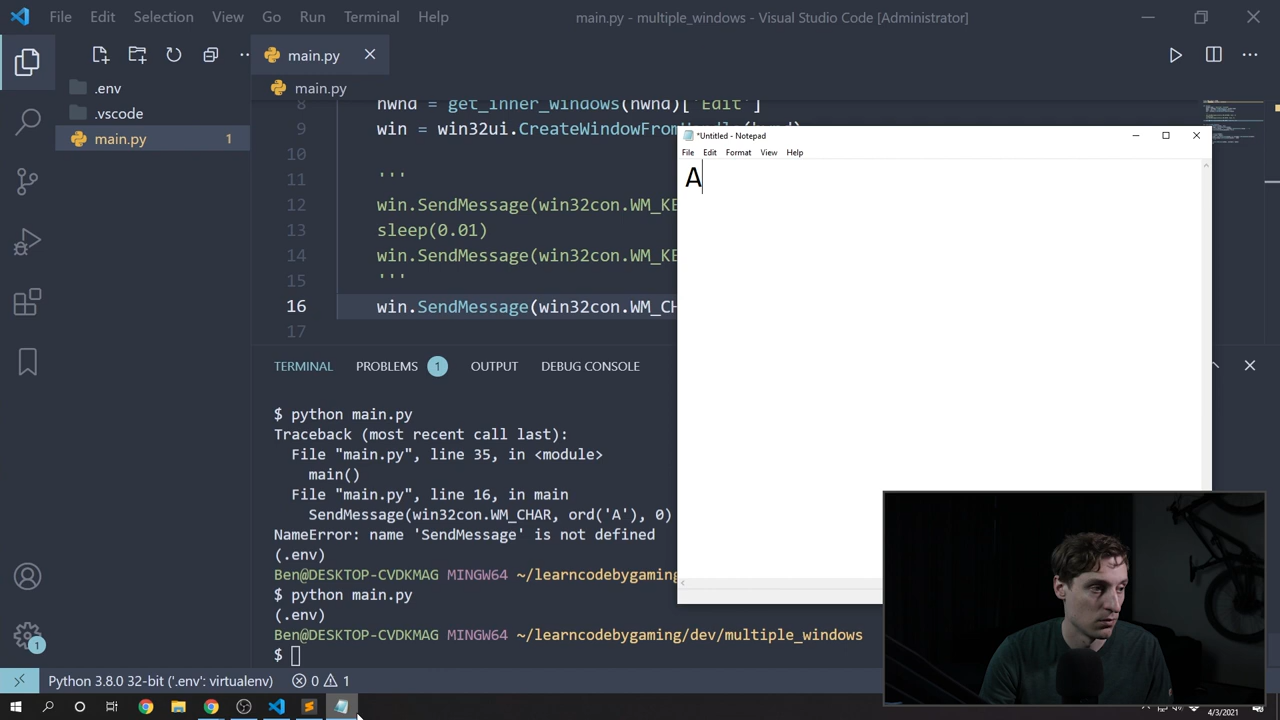 File Edit Selection View Go Run Terminal Help
main.py - multiple_windows - Visual Studio Code [Administrator]
main.py
.env
.vscode
main.py 1
main.py
8 hwnd = get_inner_windows(hwnd)['Edit']
9 win = win32ui.CreateWindowFromHandle(hwnd)
10
11 '''
12 win.SendMessage(win32con.WM_KE
13 sleep(0.01)
14 win.SendMessage(win32con.WM_KE
15 '''
16 win.SendMessage(win32con.WM_CH
17
*Untitled - Notepad
File Edit Format View Help
A
TERMINAL PROBLEMS 1 OUTPUT DEBUG CONSOLE
$ python main.py
Traceback (most recent call last):
File "main.py", line 35, in <module>
main()
File "main.py", line 16, in main
SendMessage(win32con.WM_CHAR, ord('A'), 0)
NameError: name 'SendMessage' is not defined
(.env)
Ben@DESKTOP-CVDKMAG MINGW64 ~/learncodebygaming
$ python main.py
(.env)
Ben@DESKTOP-CVDKMAG MINGW64 ~/learncodebygaming/dev/multiple_windows
$
1
Python 3.8.0 32-bit ('.env': virtualenv) 0 1
4/3/2021